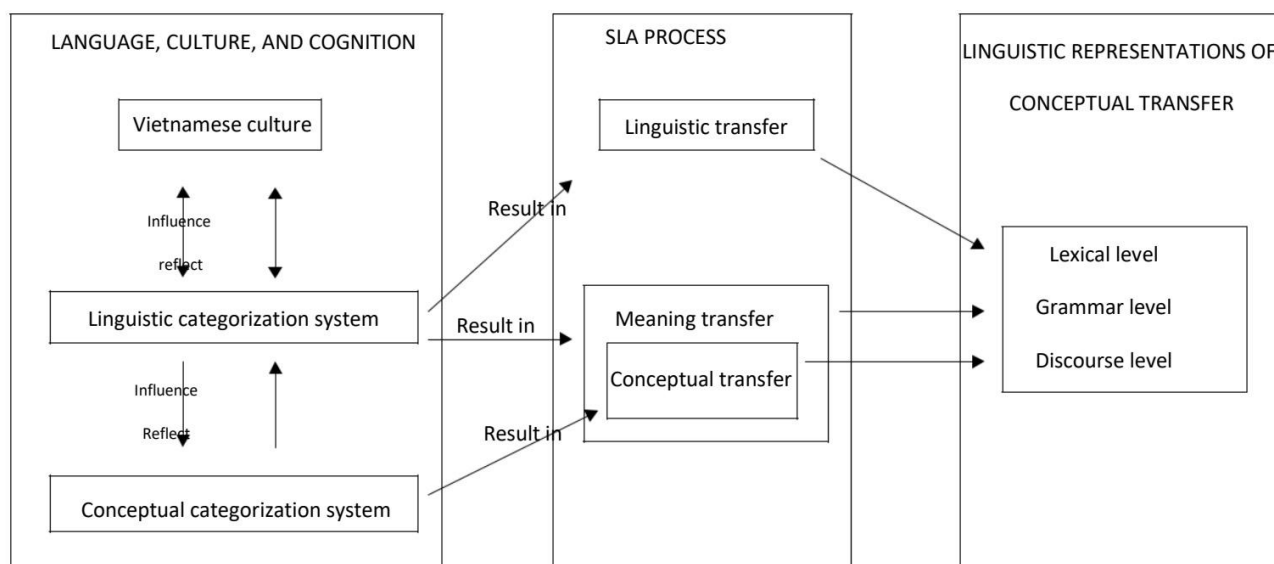 LANGUAGE, CULTURE, AND COGNITION
Vietnamese culture
Influence
reflect
Linguistic categorization system
Influence
Reflect
Conceptual categorization system
Result in
Result in
Result in
SLA PROCESS
Linguistic transfer
Meaning transfer
Conceptual transfer
LINGUISTIC REPRESENTATIONS OF
CONCEPTUAL TRANSFER
Lexical level
Grammar level
Discourse level